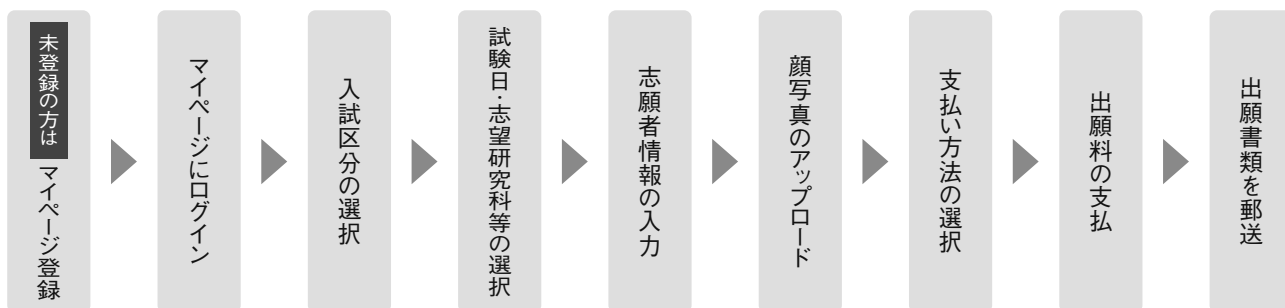 未登録の方は
マイページ登録
マイページにログイン
入試区分の選択
試験日・志望研究科等の選択
志願者情報の入力
顔写真のアップロード
支払い方法の選択
出願料の支払
出願書類を郵送